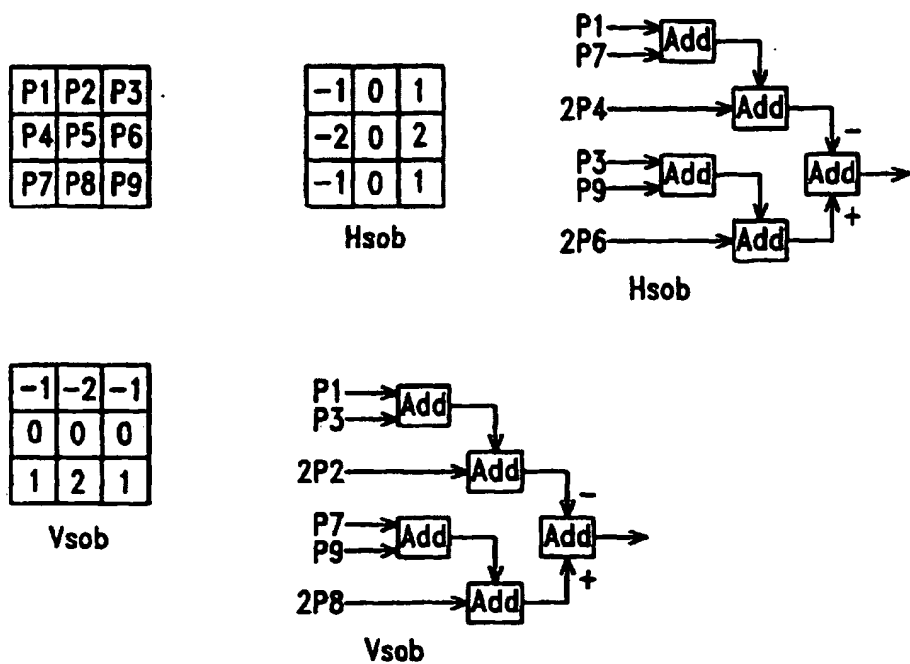 P1 P2 P3
P4 P5 P6
P7 P8 P9
-1 0 1
-2 0 2
-1 0 1
Hsob
P1
P7
Add
2P4
Add
-
P3
P9
Add
Add
+
2P6
Add
Hsob
-1 -2 -1
0 0 0
1 2 1
Vsob
P1
P3
Add
2P2
Add
-
P7
P9
Add
Add
+
2P8
Add
Vsob